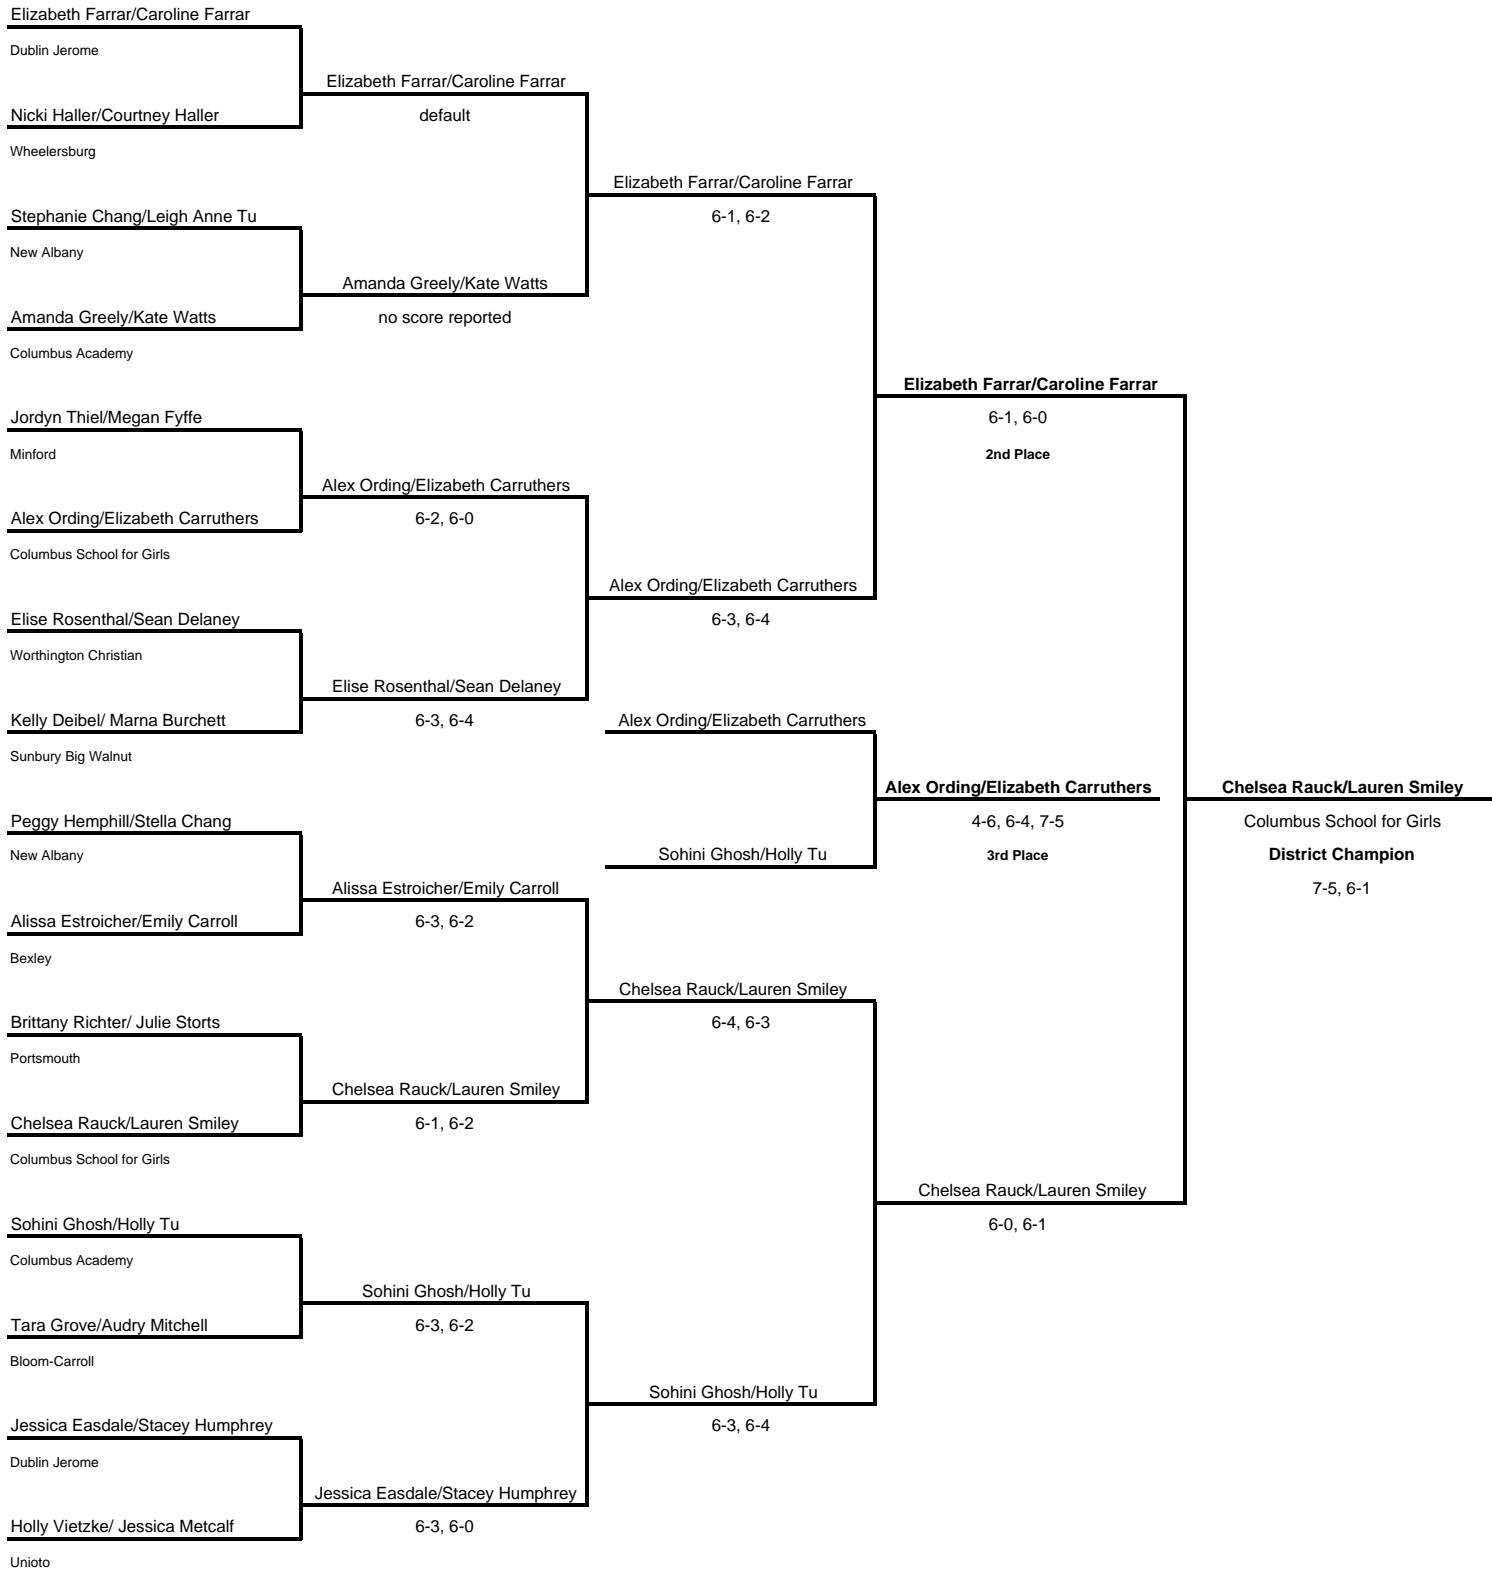 Elizabeth Farrar/Caroline Farrar
Dublin Jerome
Nicki Haller/Courtney Haller
Wheelersburg
Stephanie Chang/Leigh Anne Tu
New Albany
Amanda Greely/Kate Watts
Columbus Academy
Jordyn Thiel/Megan Fyffe
Minford
Alex Ording/Elizabeth Carruthers
Columbus School for Girls
Elise Rosenthal/Sean Delaney
Worthington Christian
Kelly Deibel/ Marna Burchett
Sunbury Big Walnut
Peggy Hemphill/Stella Chang
New Albany
Alissa Estroicher/Emily Carroll
Bexley
Brittany Richter/ Julie Storts
Portsmouth
Chelsea Rauck/Lauren Smiley
Columbus School for Girls
Sohini Ghosh/Holly Tu
Columbus Academy
Tara Grove/Audry Mitchell
Bloom-Carroll
Jessica Easdale/Stacey Humphrey
Dublin Jerome
Holly Vietzke/ Jessica Metcalf
Unioto
Elizabeth Farrar/Caroline Farrar
default
Amanda Greely/Kate Watts
no score reported
Alex Ording/Elizabeth Carruthers
6-2, 6-0
Elise Rosenthal/Sean Delaney
6-3, 6-4
Alissa Estroicher/Emily Carroll
6-3, 6-2
Chelsea Rauck/Lauren Smiley
6-1, 6-2
Sohini Ghosh/Holly Tu
6-3, 6-2
Jessica Easdale/Stacey Humphrey
6-3, 6-0
Elizabeth Farrar/Caroline Farrar
6-1, 6-2
Alex Ording/Elizabeth Carruthers
6-3, 6-4
Alex Ording/Elizabeth Carruthers
Sohini Ghosh/Holly Tu
Chelsea Rauck/Lauren Smiley
6-4, 6-3
Sohini Ghosh/Holly Tu
6-3, 6-4
Elizabeth Farrar/Caroline Farrar
6-1, 6-0
2nd Place
Alex Ording/Elizabeth Carruthers
4-6, 6-4, 7-5
3rd Place
Chelsea Rauck/Lauren Smiley
6-0, 6-1
Chelsea Rauck/Lauren Smiley
Columbus School for Girls
District Champion
7-5, 6-1